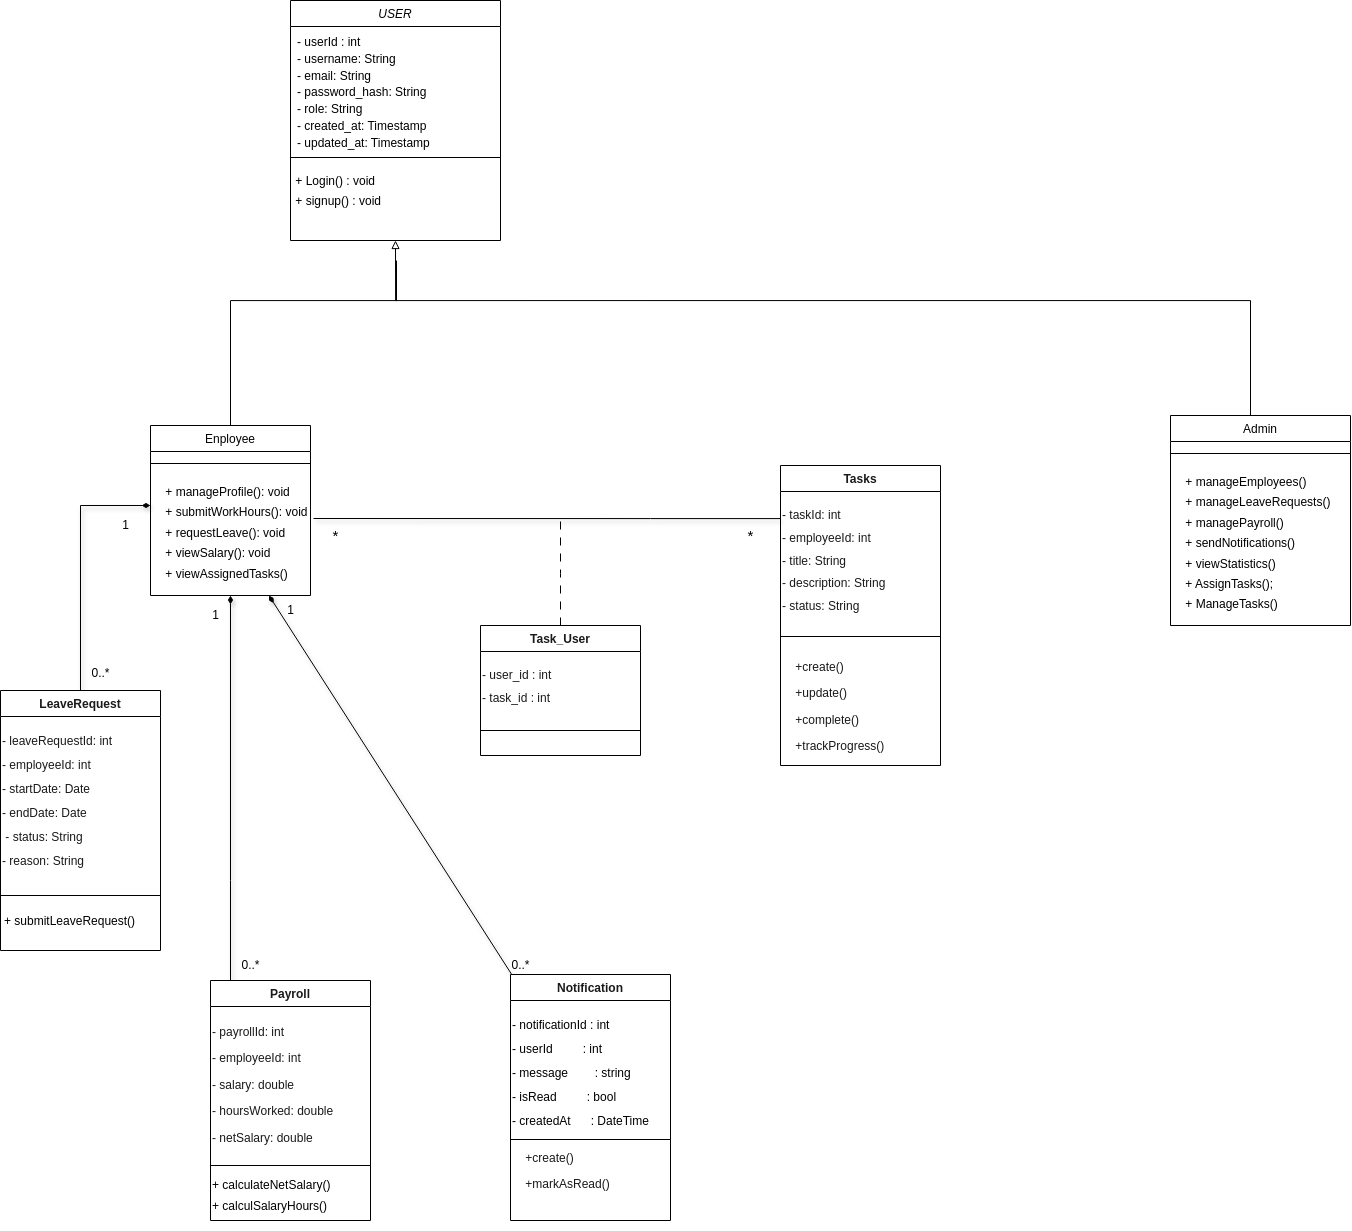 USER
- userId : int
- username: String
- email: String
- password_hash: String
- role: String
- created_at: Timestamp
- updated_at: Timestamp
+ Login() : void
+ signup() : void
Enployee
+ manageProfile(): void
+ submitWorkHours(): void
+ requestLeave(): void
+ viewSalary(): void
+ viewAssignedTasks()
Admin
+ manageEmployees()
+ manageLeaveRequests()
+ managePayroll()
+ sendNotifications()
+ viewStatistics()
+ AssignTasks();
+ ManageTasks()
Tasks
- taskId: int
- employeeId: int
- title: String
- description: String
- status: String
+create()
+update()
+complete()
+trackProgress()
*
*
1
1
1
Task_User
- user_id : int
- task_id : int
0..*
LeaveRequest
- leaveRequestId: int
- employeeId: int
- startDate: Date
- endDate: Date
- status: String
- reason: String
+ submitLeaveRequest()
0..*
Payroll
- payrollId: int
- employeeId: int
- salary: double
- hoursWorked: double
- netSalary: double
+ calculateNetSalary()
+ calculSalaryHours()
0..*
Notification
- notificationId : int
- userId : int
- message : string
- isRead : bool
- createdAt : DateTime
+create()
+markAsRead()